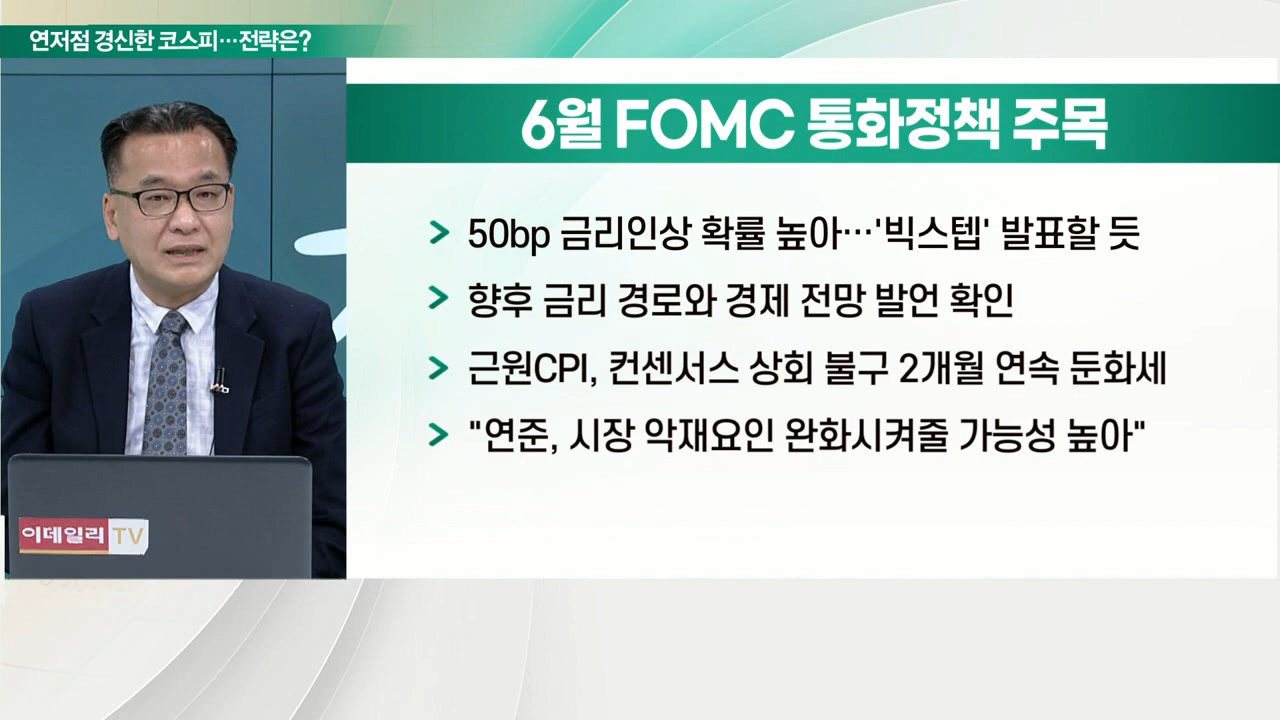 연저점 경신한 코스피…전략은?
6월 FOMC 통화정책 주목
> 50bp 금리인상 확률 높아…'빅스텝' 발표할 듯
> 향후 금리 경로와 경제 전망 발언 확인
> 근원CPI, 컨센서스 상회 불구 2개월 연속 둔화세
> "연준, 시장 악재요인 완화시켜줄 가능성 높아"
이데일리 TV